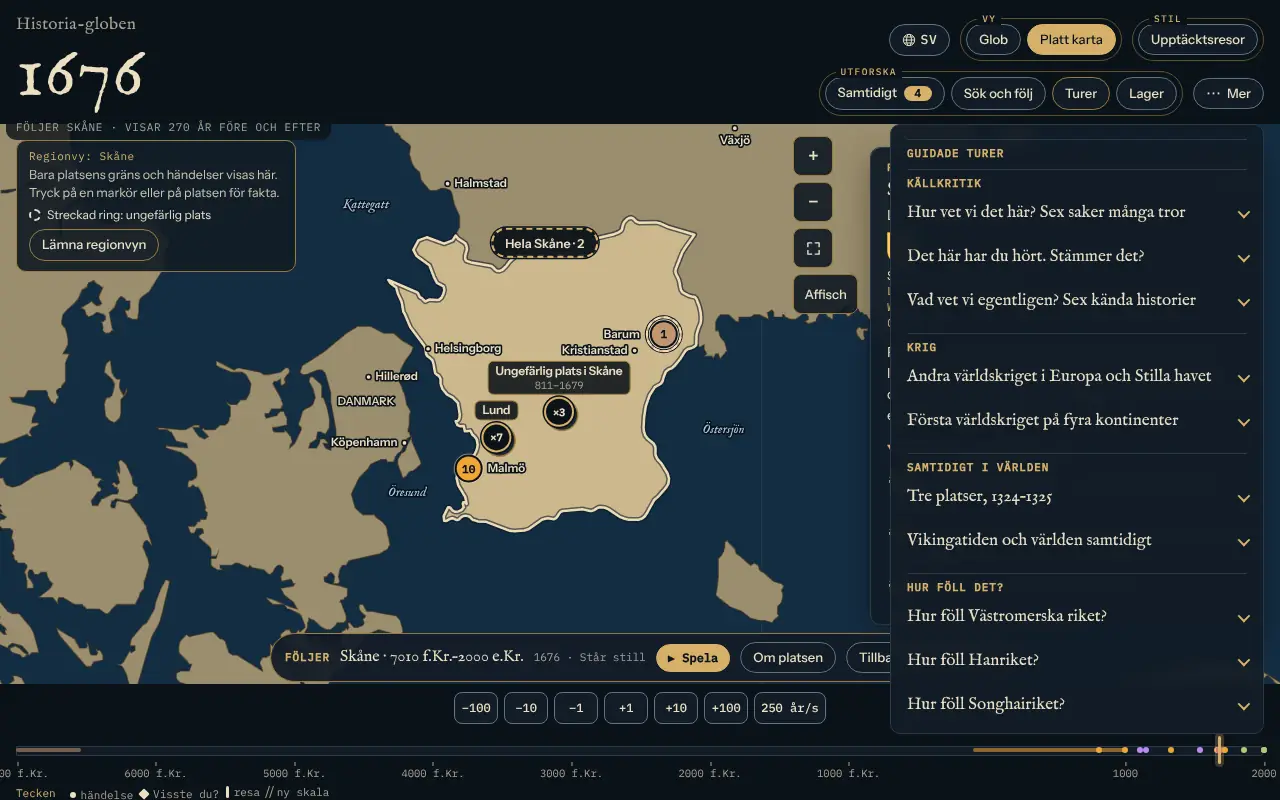 Historia-globen
1676
FÖLJER SKÅNE · VISAR 270 ÅR FÖRE OCH EFTER
SV
VY
Glob
Platt karta
STIL
Upptäcktsresor
UTFORSKA
Samtidigt 4
Sök och följ
Turer
Lager
··· Mer
Regionvy: Skåne
Bara platsens gräns och händelser visas här.
Tryck på en markör eller på platsen för fakta.
Streckad ring: ungefärlig plats
Lämna regionvyn
Växjö
Halmstad
Kattegatt
Hela Skåne · 2
Barum
1
Kristianstad
Helsingborg
Ungefärlig plats i Skåne
811–1679
×3
Hillerød
DANMARK
Lund
×7
Köpenhamn
10
Malmö
Öresund
Östersjön
+
−
Affisch
GUIDADE TURER
KÄLLKRITIK
Hur vet vi det här? Sex saker många tror
Det här har du hört. Stämmer det?
Vad vet vi egentligen? Sex kända historier
KRIG
Andra världskriget i Europa och Stilla havet
Första världskriget på fyra kontinenter
SAMTIDIGT I VÄRLDEN
Tre platser, 1324-1325
Vikingatiden och världen samtidigt
HUR FÖLL DET?
Hur föll Västromerska riket?
Hur föll Hanriket?
Hur föll Songhairiket?
FÖLJER
Skåne · 7010 f.Kr.–2000 e.Kr.
1676 · Står still
▶ Spela
Om platsen
Tillba
−100
−10
−1
+1
+10
+100
250 år/s
00 f.Kr.
6000 f.Kr.
5000 f.Kr.
4000 f.Kr.
3000 f.Kr.
2000 f.Kr.
1000 f.Kr.
1000
2000
Tecken
händelse
Visste du?
resa
// ny skala